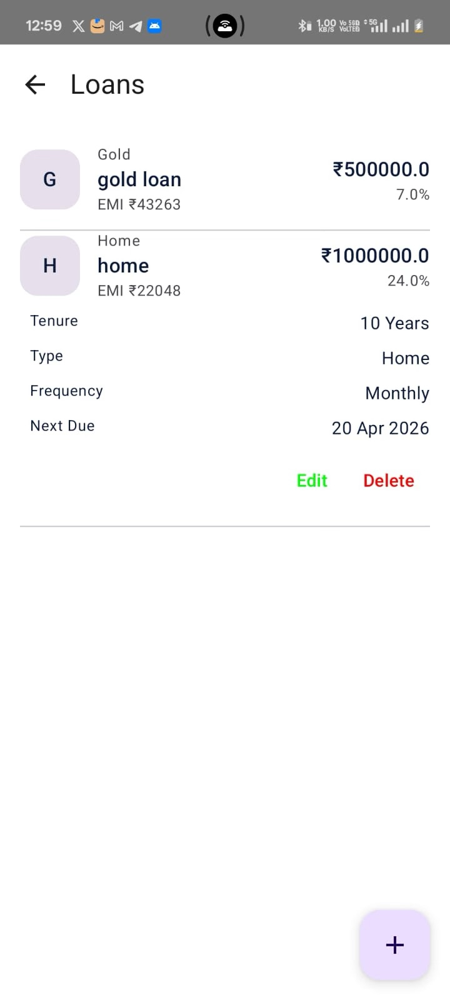 12:59
1.00 KB/S
Vo 5G
VoLTE2
5G
Loans
G
Gold
gold loan
EMI ₹43263
₹500000.0
7.0%
H
Home
home
EMI ₹22048
₹1000000.0
24.0%
Tenure 10 Years
Type Home
Frequency Monthly
Next Due 20 Apr 2026
Edit Delete
+